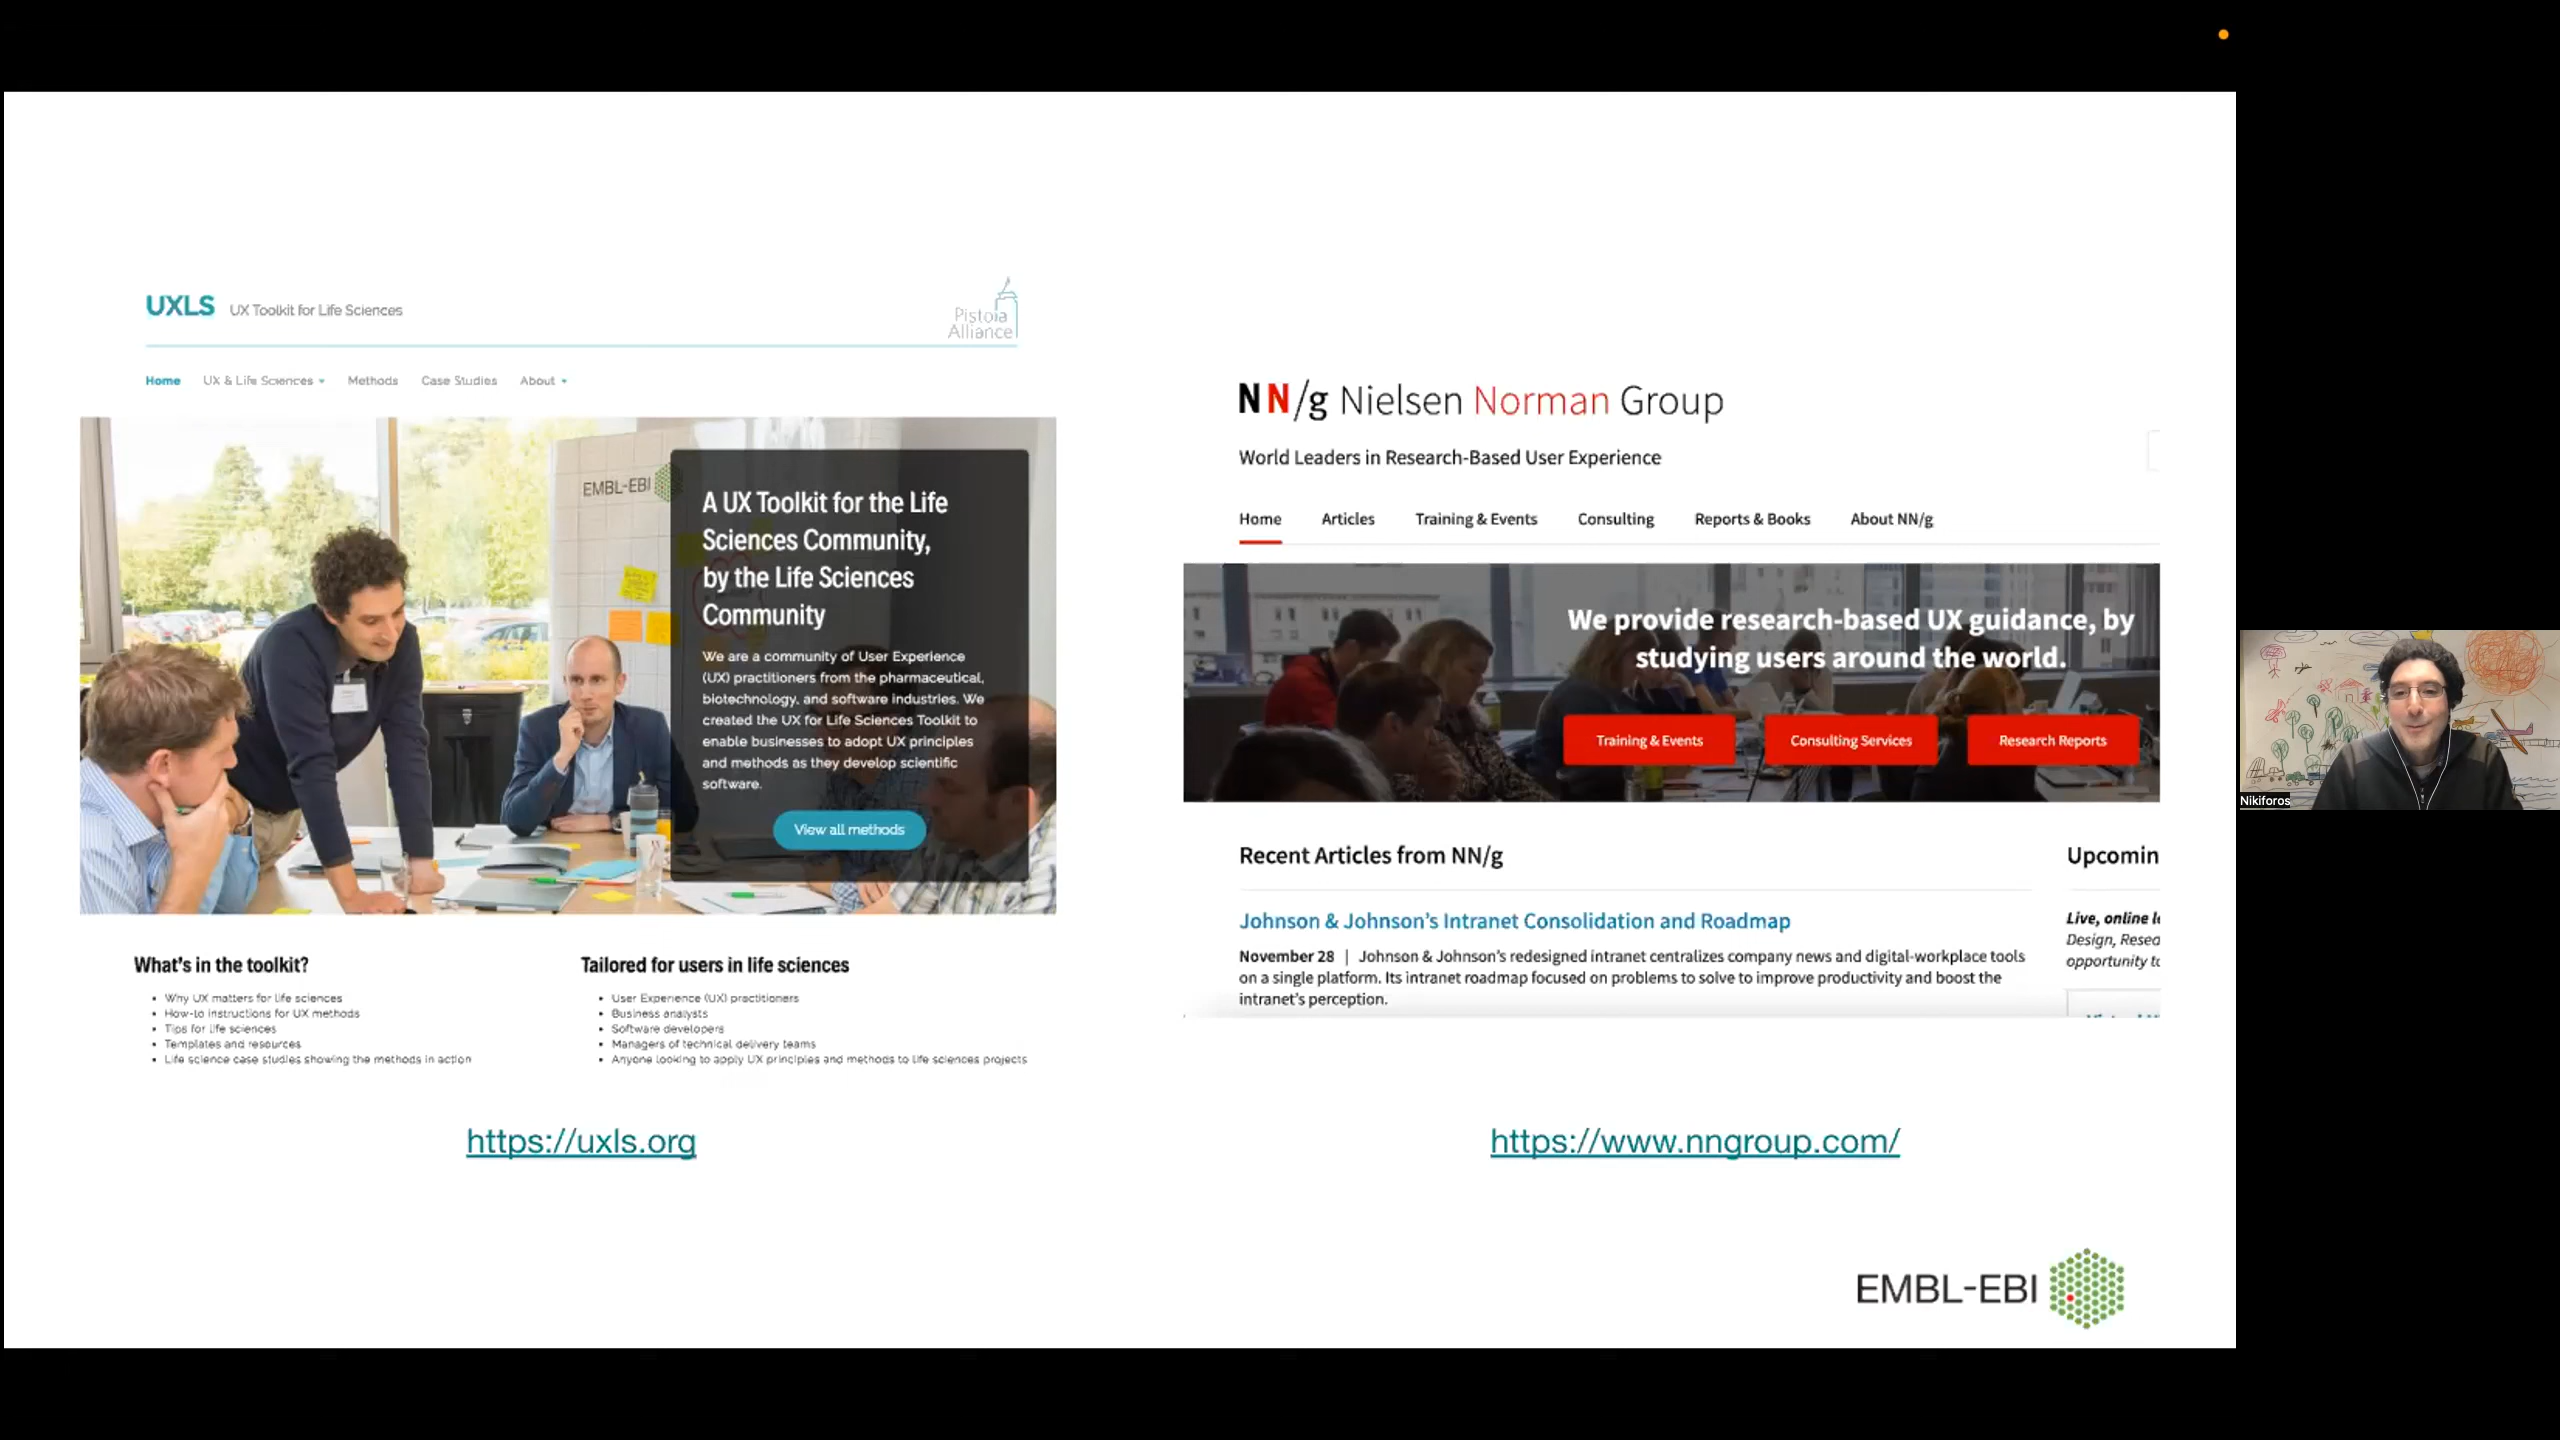 UXLS UX Toolkit for Life Sciences
Pistoia
Alliance
Home UX & Life Sciences Methods Case Studies About
EMBL-EBI
A UX Toolkit for the Life
Sciences Community,
by the Life Sciences
Community
We are a community of User Experience
(UX) practitioners from the pharmaceutical,
biotechnology, and software industries. We
created the UX for Life Sciences Toolkit to
enable businesses to adopt UX principles
and methods as they develop scientific
software.
View all methods
What's in the toolkit?
• Why UX matters for life sciences
• How-to instructions for UX methods
• Tips for life sciences
• Templates and resources
• Life science case studies showing the methods in action
Tailored for users in life sciences
• User Experience (UX) practitioners
• Business analysts
• Software developers
• Managers of technical delivery teams
• Anyone looking to apply UX principles and methods to life sciences projects
https://uxls.org
NN/g Nielsen Norman Group
World Leaders in Research-Based User Experience
Home Articles Training & Events Consulting Reports & Books About NN/g
We provide research-based UX guidance, by
studying users around the world.
Training & Events Consulting Services Research Reports
Recent Articles from NN/g
Johnson & Johnson's Intranet Consolidation and Roadmap
November 28 | Johnson & Johnson's redesigned intranet centralizes company news and digital-workplace tools
on a single platform. Its intranet roadmap focused on problems to solve to improve productivity and boost the
intranet's perception.
Upcomin
Live, online
Design,
opportunity
https://www.nngroup.com/
EMBL-EBI
Nikiforos